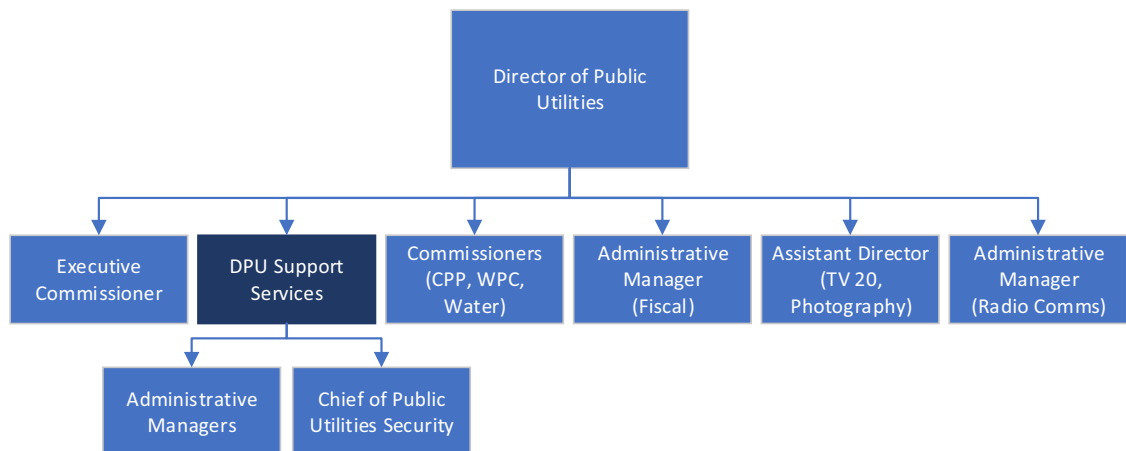 Director of Public
Utilities
Executive
Commissioner
DPU Support
Services
Commissioners
(CPP, WPC,
Water)
Administrative
Manager
(Fiscal)
Assistant Director
(TV 20,
Photography)
Administrative
Manager
(Radio Comms)
Administrative
Managers
Chief of Public
Utilities Security